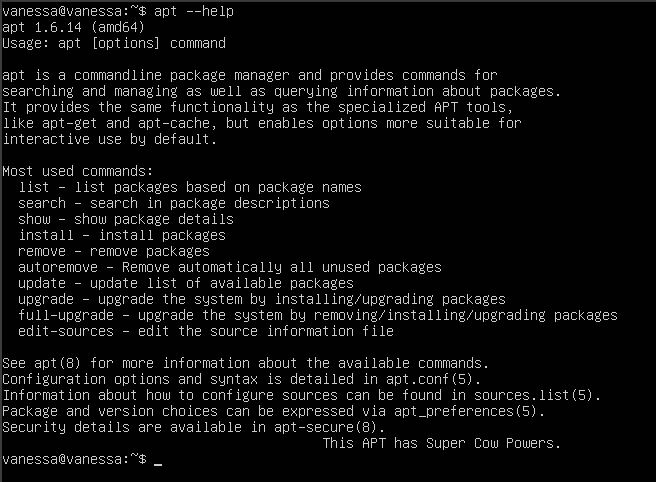 vanessa@vanessa:~$ apt --help
apt 1.6.14 (amd64)
Usage: apt [options] command

apt is a commandline package manager and provides commands for
searching and managing as well as querying information about packages.
It provides the same functionality as the specialized APT tools,
like apt-get and apt-cache, but enables options more suitable for
interactive use by default.

Most used commands:
  list - list packages based on package names
  search - search in package descriptions
  show - show package details
  install - install packages
  remove - remove packages
  autoremove - Remove automatically all unused packages
  update - update list of available packages
  upgrade - upgrade the system by installing/upgrading packages
  full-upgrade - upgrade the system by removing/installing/upgrading packages
  edit-sources - edit the source information file

See apt(8) for more information about the available commands.
Configuration options and syntax is detailed in apt.conf(5).
Information about how to configure sources can be found in sources.list(5).
Package and version choices can be expressed via apt_preferences(5).
Security details are available in apt-secure(8).
                                        This APT has Super Cow Powers.
vanessa@vanessa:~$ _